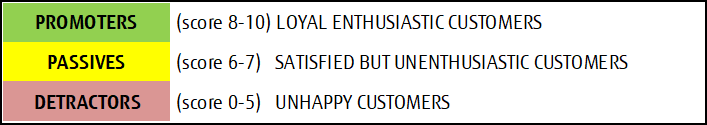 PROMOTERS (score 8-10) LOYAL ENTHUSIASTIC CUSTOMERS
PASSIVES (score 6-7) SATISFIED BUT UNENTHUSIASTIC CUSTOMERS
DETRACTORS (score 0-5) UNHAPPY CUSTOMERS